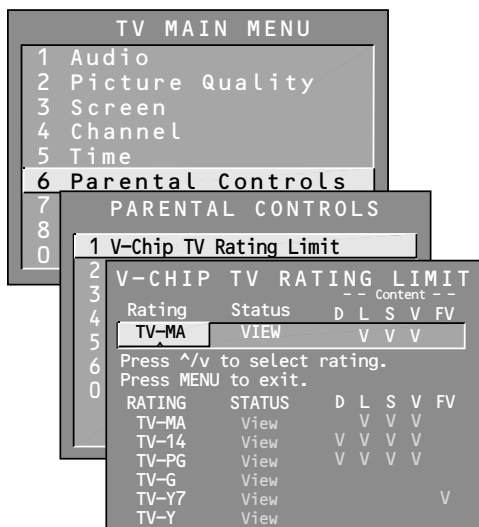 TV MAIN MENU
1 Audio
2 Picture Quality
3 Screen
4 Channel
5 Time
6 Parental Controls
7
8
0
PARENTAL CONTROLS
1 V-Chip TV Rating Limit
2
3
4
5
6
0
V-CHIP TV RATING LIMIT
-- Content --
Rating Status D L S V FV
TV-MA VIEW V V V
Press ^/v to select rating.
Press MENU to exit.
RATING STATUS D L S V FV
TV-MA View V V V
TV-14 View V V V V
TV-PG View V V V V
TV-G View
TV-Y7 View V
TV-Y View